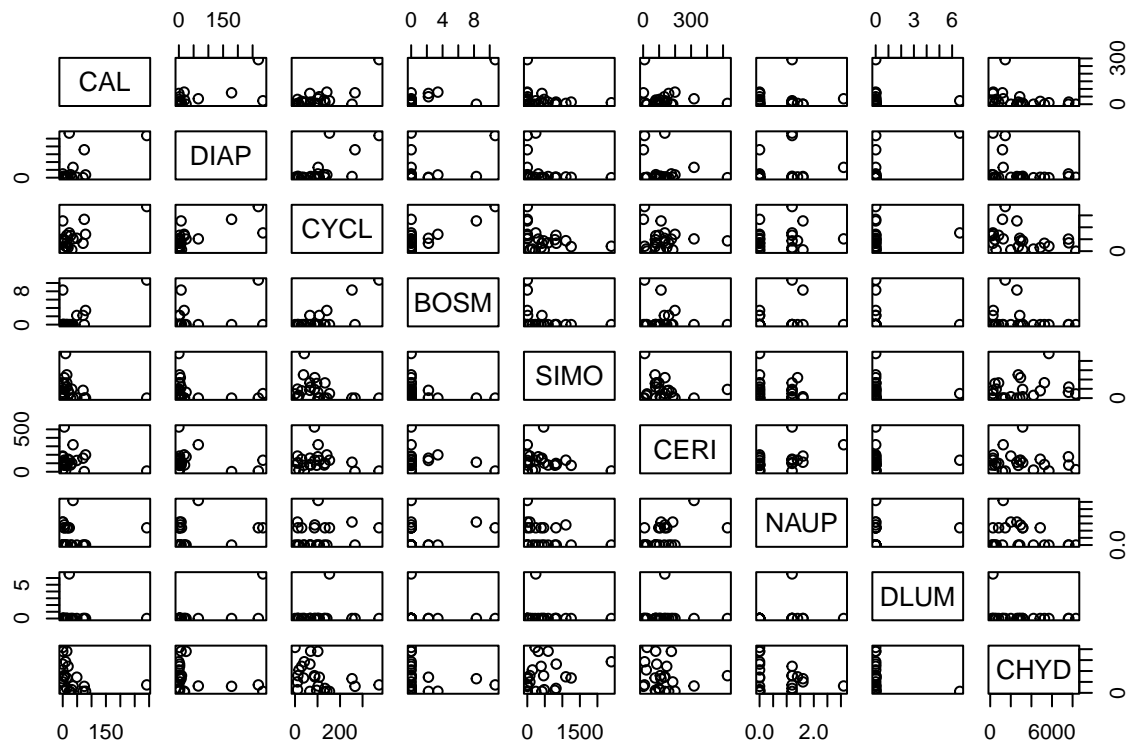 0 150 0 4 8 0 300 0 3 6
CAL 0 300
0 DIAP
CYCL 0
0 8 BOSM
SIMO 0
0 500 CERI
NAUP 0.0
0 5 DLUM
CHYD 0
0 150 0 200 0 1500 0.0 2.0 0 6000